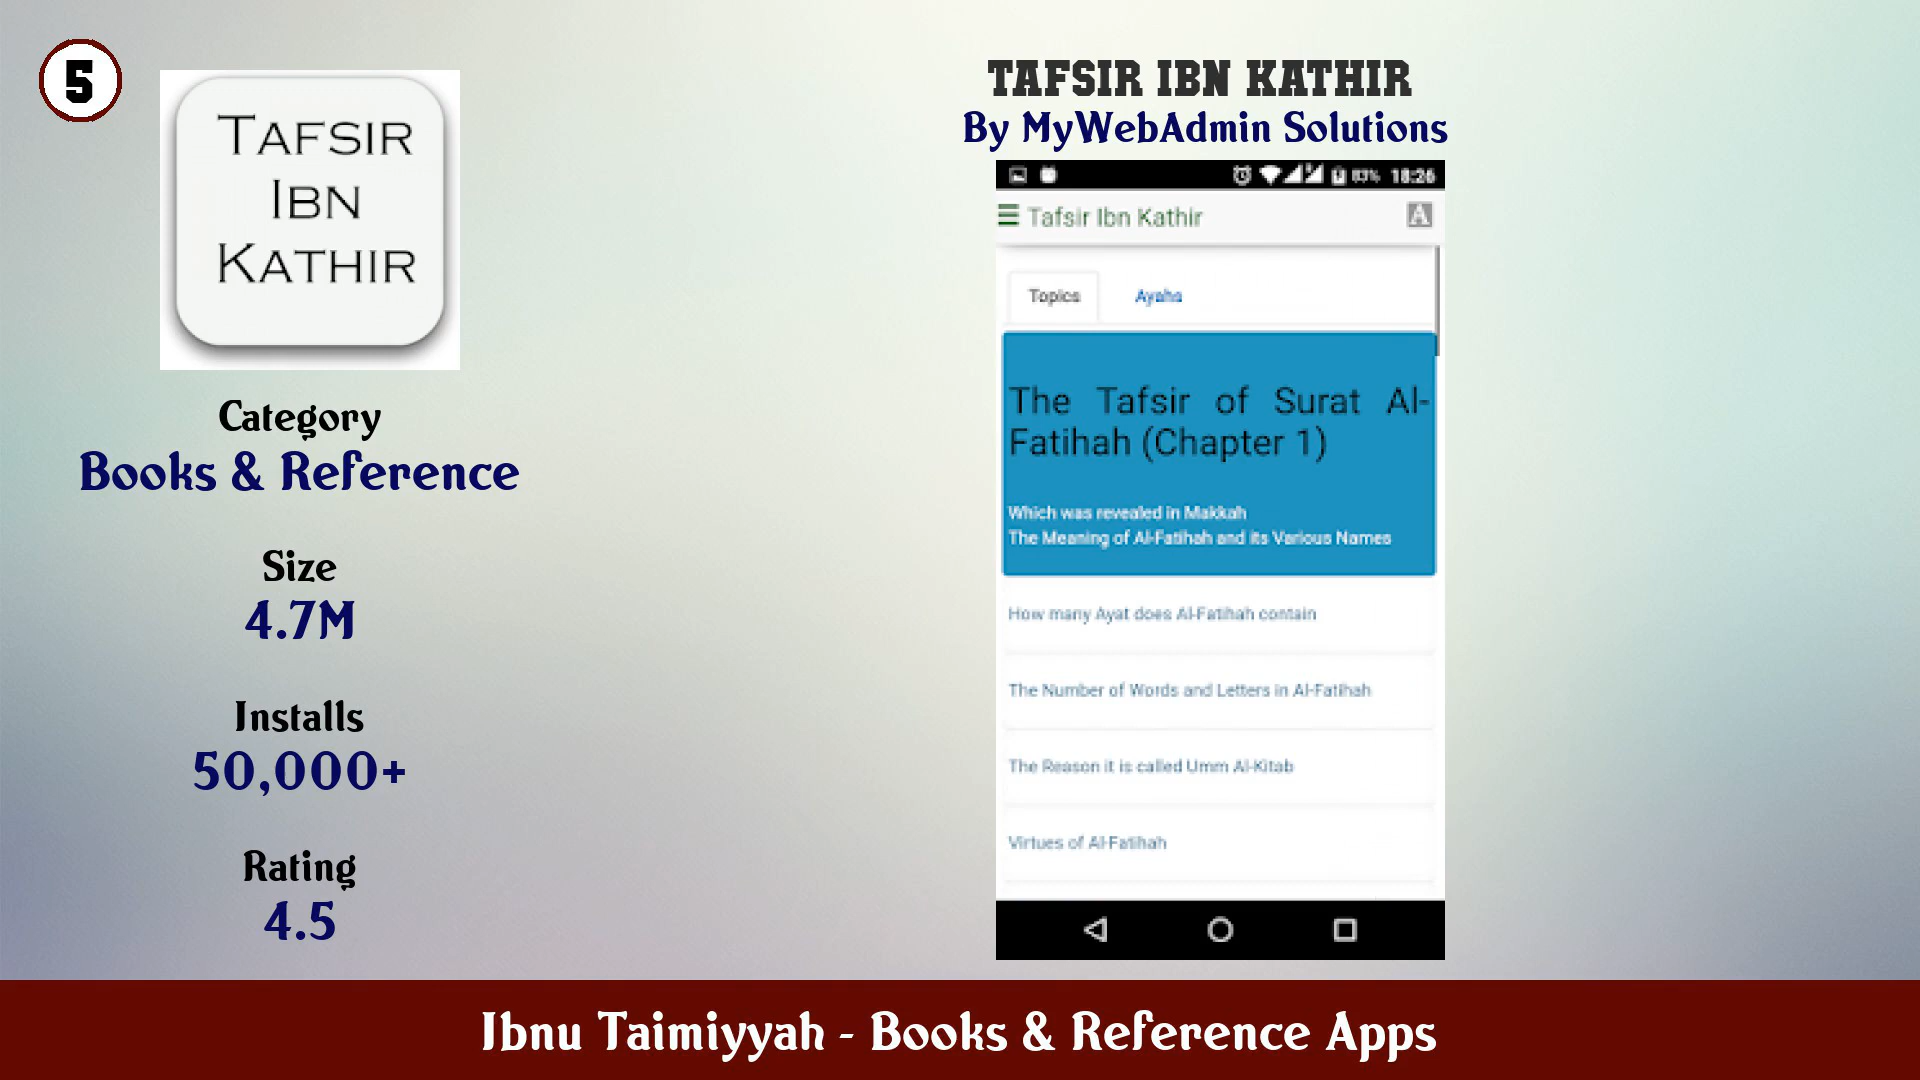 5
TAFSIR
IBN
KATHIR
Category
Books & Reference
Size
4.7M
Installs
50,000+
Rating
4.5
TAFSIR IBN KATHIR
By MyWebAdmin Solutions
83% 18:26
Tafsir Ibn Kathir A
Topics Ayahs
The Tafsir of Surat Al-
Fatihah (Chapter 1)
Which was revealed in Makkah
The Meaning of Al-Fatihah and its Various Names
How many Ayat does Al-Fatihah contain
The Number of Words and Letters in Al-Fatihah
The Reason it is called Umm Al-Kitab
Virtues of Al-Fatihah
Ibnu Taimiyyah - Books & Reference Apps